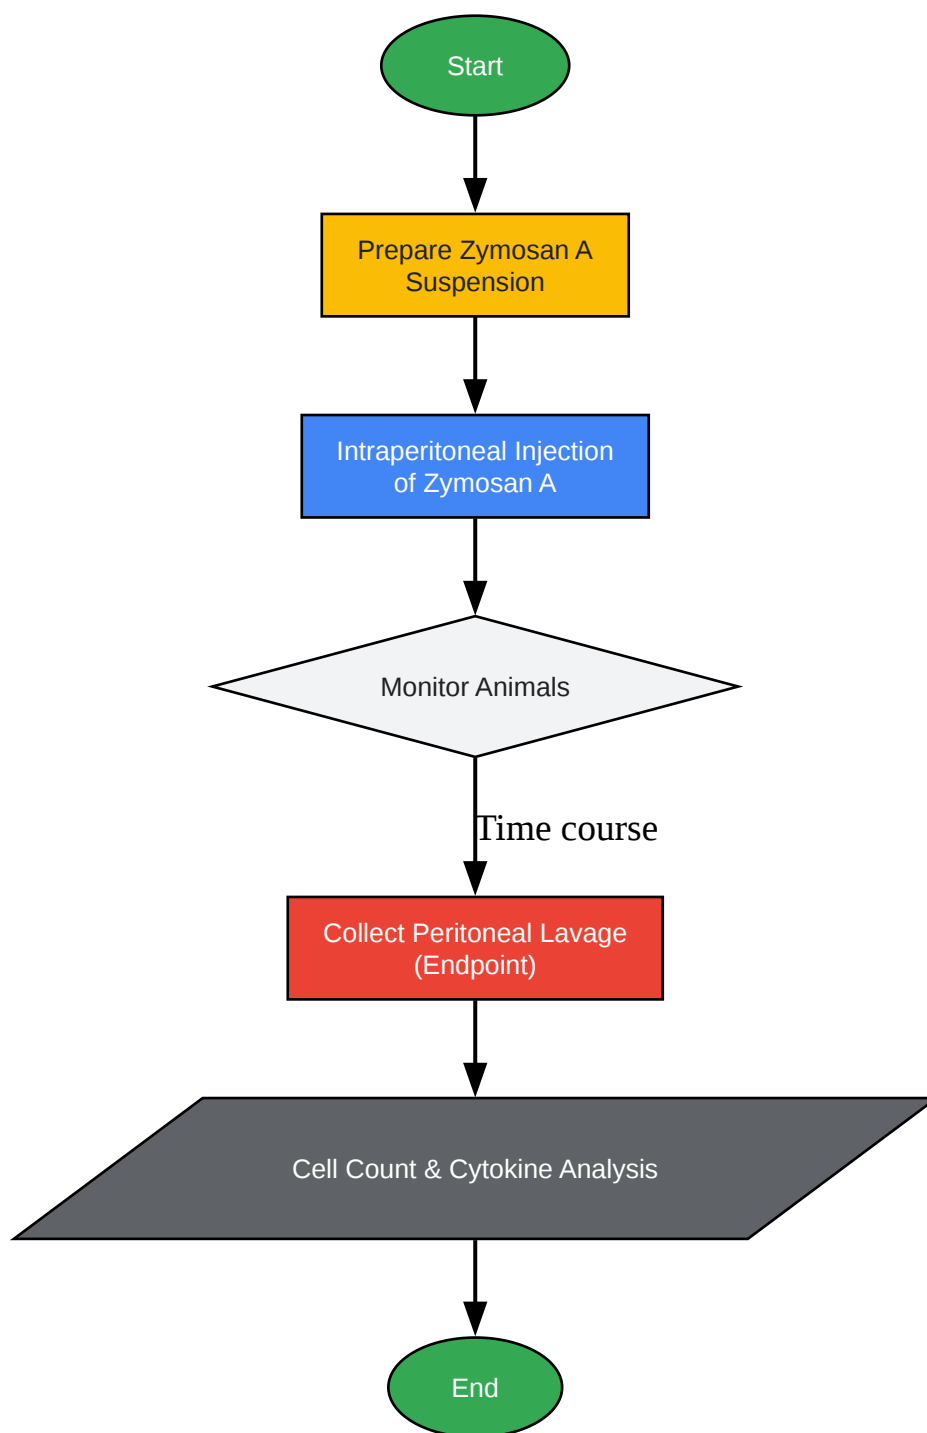 Start
Prepare Zymosan A
Suspension
Intraperitoneal Injection
of Zymosan A
Monitor Animals
Time course
Collect Peritoneal Lavage
(Endpoint)
Cell Count & Cytokine Analysis
End